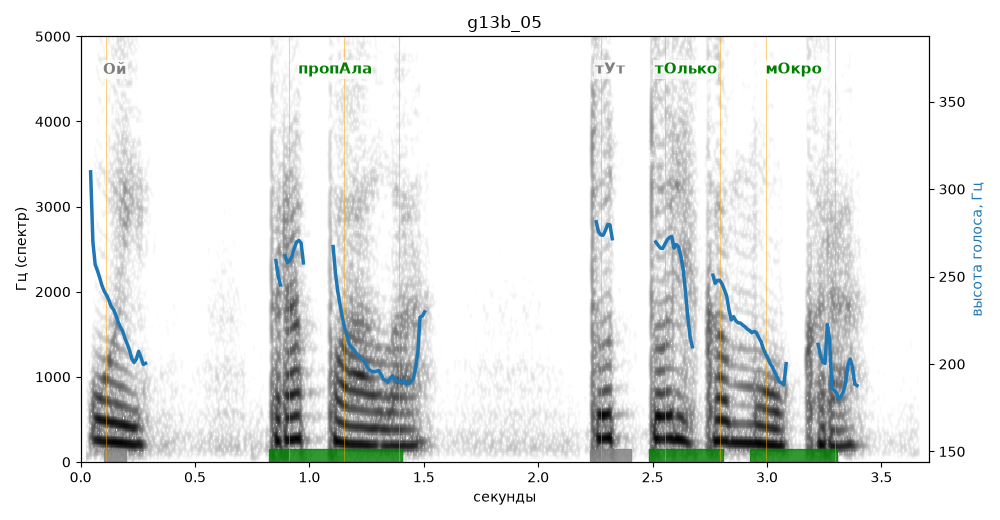 g13b_05
Ой
пропАла
тУт
тОлько
мОкро
5000
4000
3000
2000
1000
0
Гц (спектр)
350
300
250
200
150
высота голоса, Гц
0.0 0.5 1.0 1.5 2.0 2.5 3.0 3.5
секунды